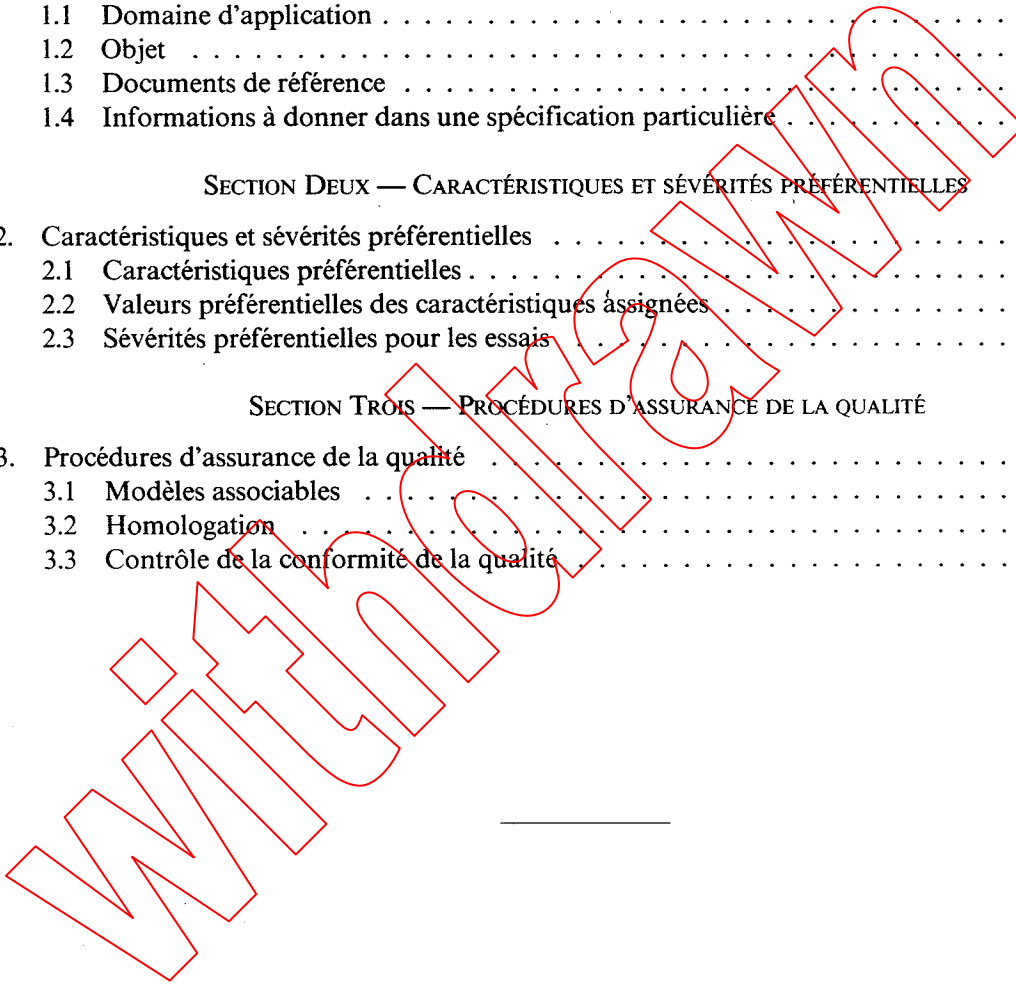 1.1 Domaine d'application . . . . . . . . . . . . . . . . . . . . . . . . . . . . . .
1.2 Objet . . . . . . . . . . . . . . . . . . . . . . . . . . . . . . . . . . . . . .
1.3 Documents de référence . . . . . . . . . . . . . . . . . . . . . . . . . . . .
1.4 Informations à donner dans une spécification particulière . . . . . . . . . .
SECTION DEUX — CARACTÉRISTIQUES ET SÉVÉRITÉS PRÉFÉRENTIELLES
2. Caractéristiques et sévérités préférentielles . . . . . . . . . . . . . . . . . . . . .
2.1 Caractéristiques préférentielles . . . . . . . . . . . . . . . . . . . . . . . . .
2.2 Valeurs préférentielles des caractéristiques assignées . . . . . . . . . . . . .
2.3 Sévérités préférentielles pour les essais . . . . . . . . . . . . . . . . . . . .
SECTION TROIS — PROCÉDURES D'ASSURANCE DE LA QUALITÉ
3. Procédures d'assurance de la qualité . . . . . . . . . . . . . . . . . . . . . . . .
3.1 Modèles associables . . . . . . . . . . . . . . . . . . . . . . . . . . . . . .
3.2 Homologation . . . . . . . . . . . . . . . . . . . . . . . . . . . . . . . . .
3.3 Contrôle de la conformité de la qualité . . . . . . . . . . . . . . . . . . . .
withdrawn